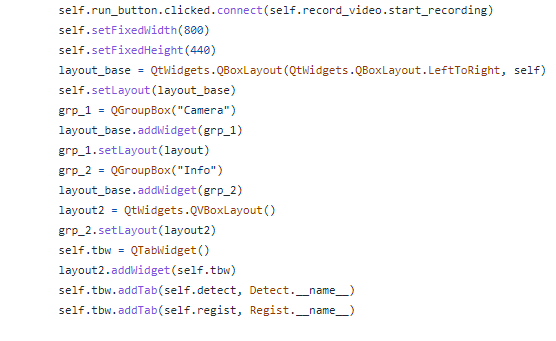 self.run_button.clicked.connect(self.record_video.start_recording)
self.setFixedWidth(800)
self.setFixedHeight(440)
layout_base = QtWidgets.QBoxLayout(QtWidgets.QBoxLayout.LeftToRight, self)
self.setLayout(layout_base)
grp_1 = QGroupBox("Camera")
layout_base.addWidget(grp_1)
grp_1.setLayout(layout)
grp_2 = QGroupBox("Info")
layout_base.addWidget(grp_2)
layout2 = QtWidgets.QVBoxLayout()
grp_2.setLayout(layout2)
self.tbw = QTabWidget()
layout2.addWidget(self.tbw)
self.tbw.addTab(self.detect, Detect.__name__)
self.tbw.addTab(self.regist, Regist.__name__)